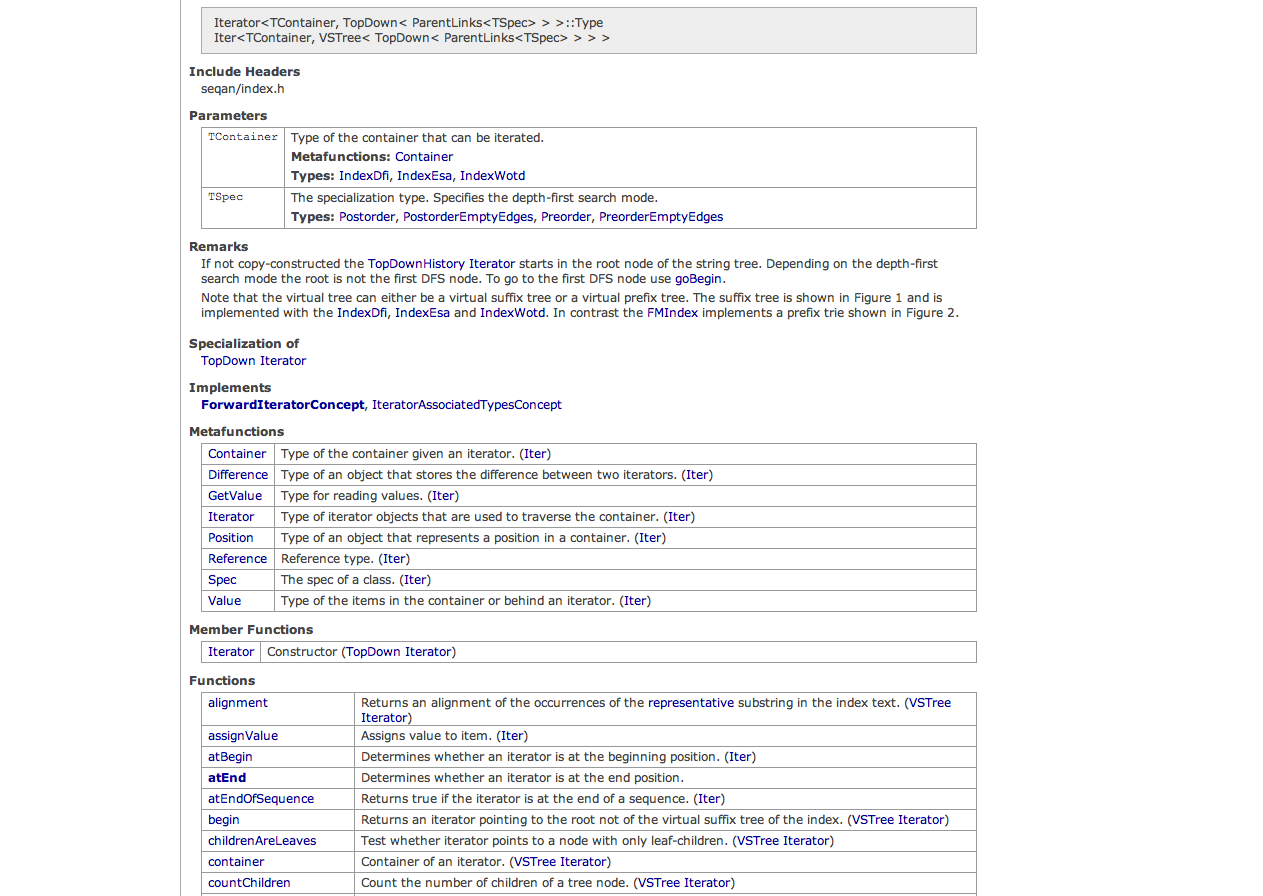 Iterator<TContainer, TopDown< ParentLinks<TSpec> > >::Type
Iter<TContainer, VSTree< TopDown< ParentLinks<TSpec> > > >
Include Headers
seqan/index.h
Parameters
TContainer Type of the container that can be iterated.
Metafunctions: Container
Types: IndexDfi, IndexEsa, IndexWotd
TSpec The specialization type. Specifies the depth-first search mode.
Types: Postorder, PostorderEmptyEdges, Preorder, PreorderEmptyEdges
Remarks
If not copy-constructed the TopDownHistory Iterator starts in the root node of the string tree. Depending on the depth-first
search mode the root is not the first DFS node. To go to the first DFS node use goBegin.
Note that the virtual tree can either be a virtual suffix tree or a virtual prefix tree. The suffix tree is shown in Figure 1 and is
implemented with the IndexDfi, IndexEsa and IndexWotd. In contrast the FMIndex implements a prefix trie shown in Figure 2.
Specialization of
TopDown Iterator
Implements
ForwardIteratorConcept, IteratorAssociatedTypesConcept
Metafunctions
Container Type of the container given an iterator. (Iter)
Difference Type of an object that stores the difference between two iterators. (Iter)
GetValue Type for reading values. (Iter)
Iterator Type of iterator objects that are used to traverse the container. (Iter)
Position Type of an object that represents a position in a container. (Iter)
Reference Reference type. (Iter)
Spec The spec of a class. (Iter)
Value Type of the items in the container or behind an iterator. (Iter)
Member Functions
Iterator Constructor (TopDown Iterator)
Functions
alignment Returns an alignment of the occurrences of the representative substring in the index text. (VSTree
Iterator)
assignValue Assigns value to item. (Iter)
atBegin Determines whether an iterator is at the beginning position. (Iter)
atEnd Determines whether an iterator is at the end position.
atEndOfSequence Returns true if the iterator is at the end of a sequence. (Iter)
begin Returns an iterator pointing to the root not of the virtual suffix tree of the index. (VSTree Iterator)
childrenAreLeaves Test whether iterator points to a node with only leaf-children. (VSTree Iterator)
container Container of an iterator. (VSTree Iterator)
countChildren Count the number of children of a tree node. (VSTree Iterator)